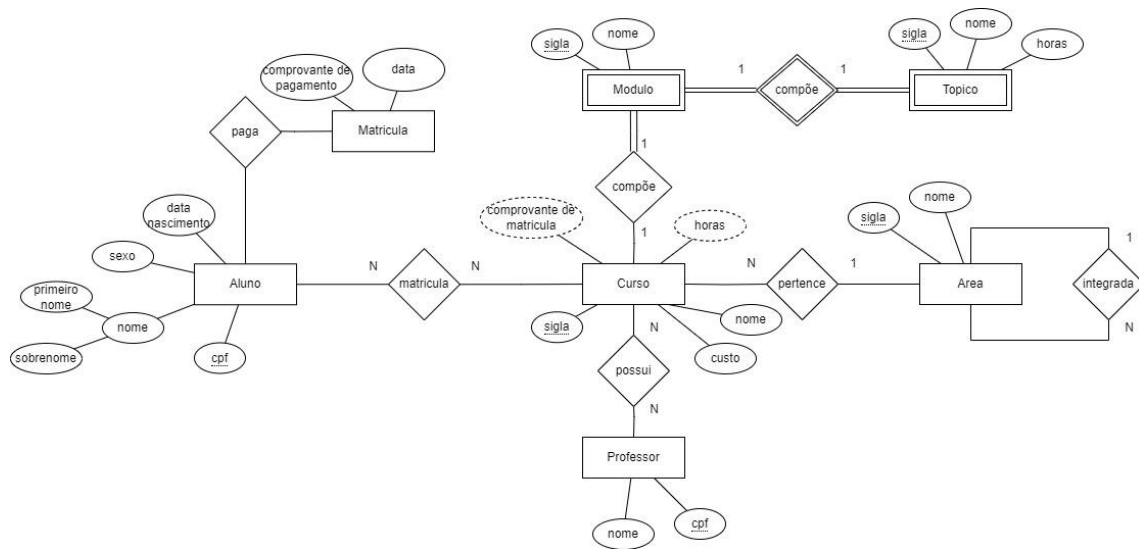 sigla
nome
sigla
nome
horas
comprovante de
pagamento
data
Modulo
1
compõe
1
Topico
paga
Matricula
1
compõe
1
data
nascimento
comprovante de
matricula
horas
sigla
nome
sexo
Aluno
N
matricula
N
Curso
N
pertence
1
Area
1
integrada
N
primeiro
nome
nome
sobrenome
cpf
sigla
nome
custo
N
possui
N
Professor
nome
cpf